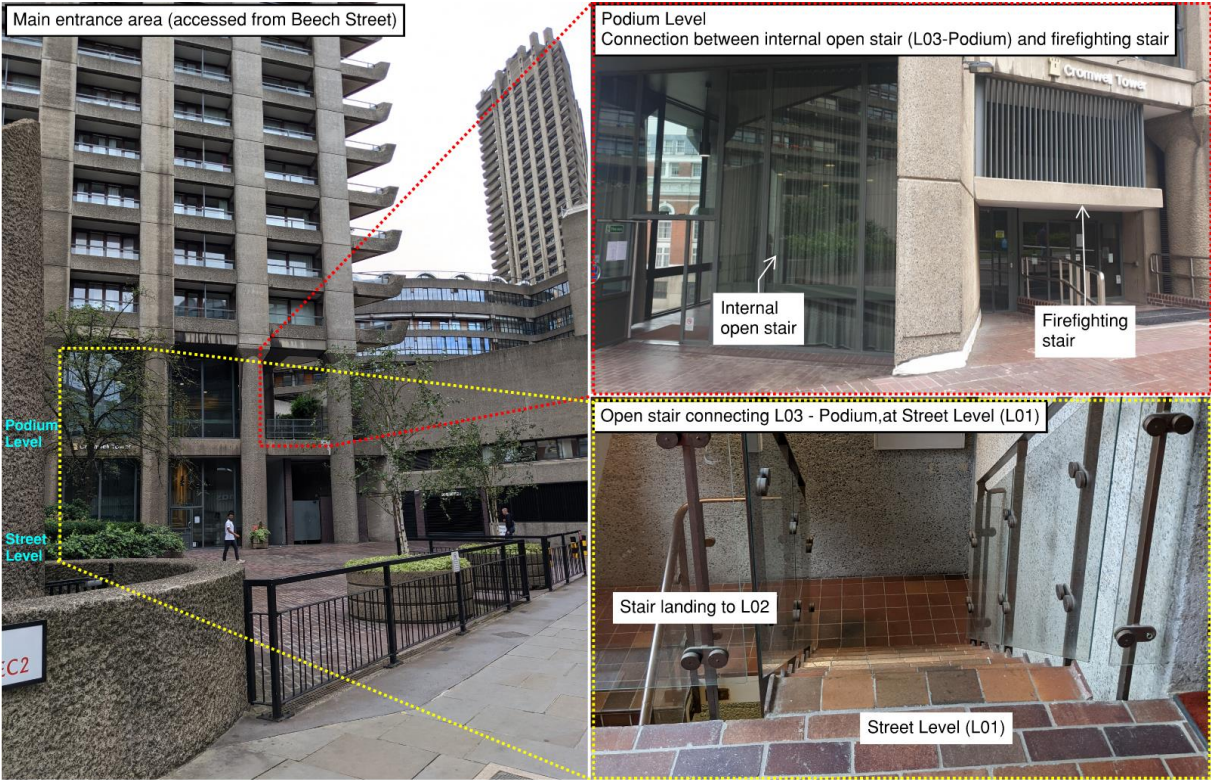 Main entrance area (accessed from Beech Street)
Podium Level
Connection between internal open stair (L03-Podium) and firefighting stair
Cromwell Tower
Internal
open stair
Firefighting
stair
Podium
Level
Cromwell Tower
Street
Level
EC2
Open stair connecting L03 - Podium,at Street Level (L01)
Stair landing to L02
Street Level (L01)